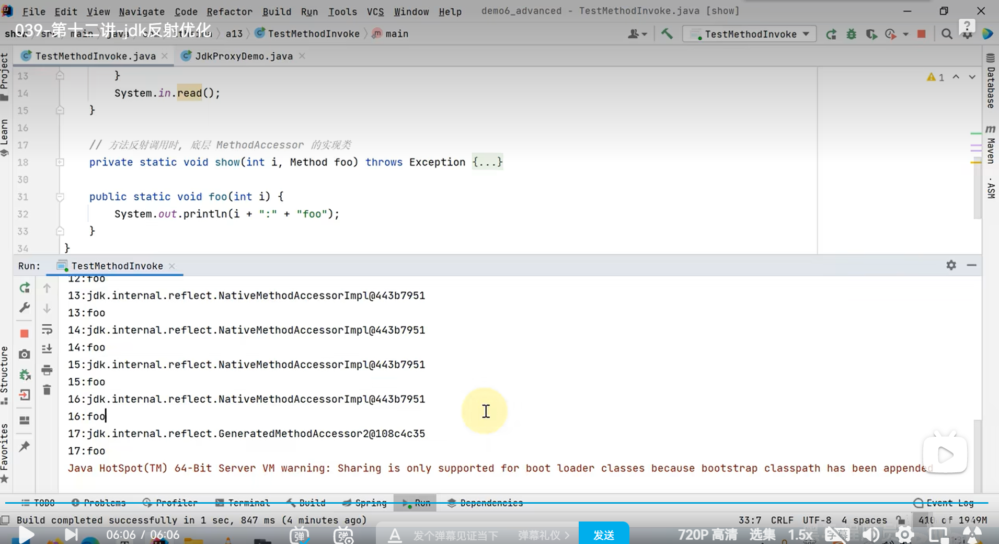 File Edit View Navigate Code Refactor Build Run Tools VCS Window Help demo6_advanced - TestMethodInvoke.java [show]
039-第十二讲-jdk反射优化
show src main java a13 TestMethodInvoke main
TestMethodInvoke
TestMethodInvoke.java JdkProxyDemo.java
13 }
14 System.in.read();
15 }
16
17 // 方法反射调用时, 底层 MethodAccessor 的实现类
18 private static void show(int i, Method foo) throws Exception {...}
30
31 public static void foo(int i) {
32 System.out.println(i + ":" + "foo");
33 }
34 }
1
Project
Learn
Structure
Favorites
Database
Maven
ASM
Run: TestMethodInvoke
12:foo
13:jdk.internal.reflect.NativeMethodAccessorImpl@443b7951
13:foo
14:jdk.internal.reflect.NativeMethodAccessorImpl@443b7951
14:foo
15:jdk.internal.reflect.NativeMethodAccessorImpl@443b7951
15:foo
16:jdk.internal.reflect.NativeMethodAccessorImpl@443b7951
16:foo
17:jdk.internal.reflect.GeneratedMethodAccessor2@108c4c35
17:foo
Java HotSpot(TM) 64-Bit Server VM warning: Sharing is only supported for boot loader classes because bootstrap classpath has been appended
TODO Problems Profiler Terminal Build Spring Run Dependencies Event Log
Build completed successfully in 1 sec, 847 ms (4 minutes ago) 33:7 CRLF UTF-8 4 spaces 410 of 1949M
06:06 / 06:06 弹 弹 发个弹幕见证当下 弹幕礼仪 > 发送 720P 高清 选集 1.5x 字幕